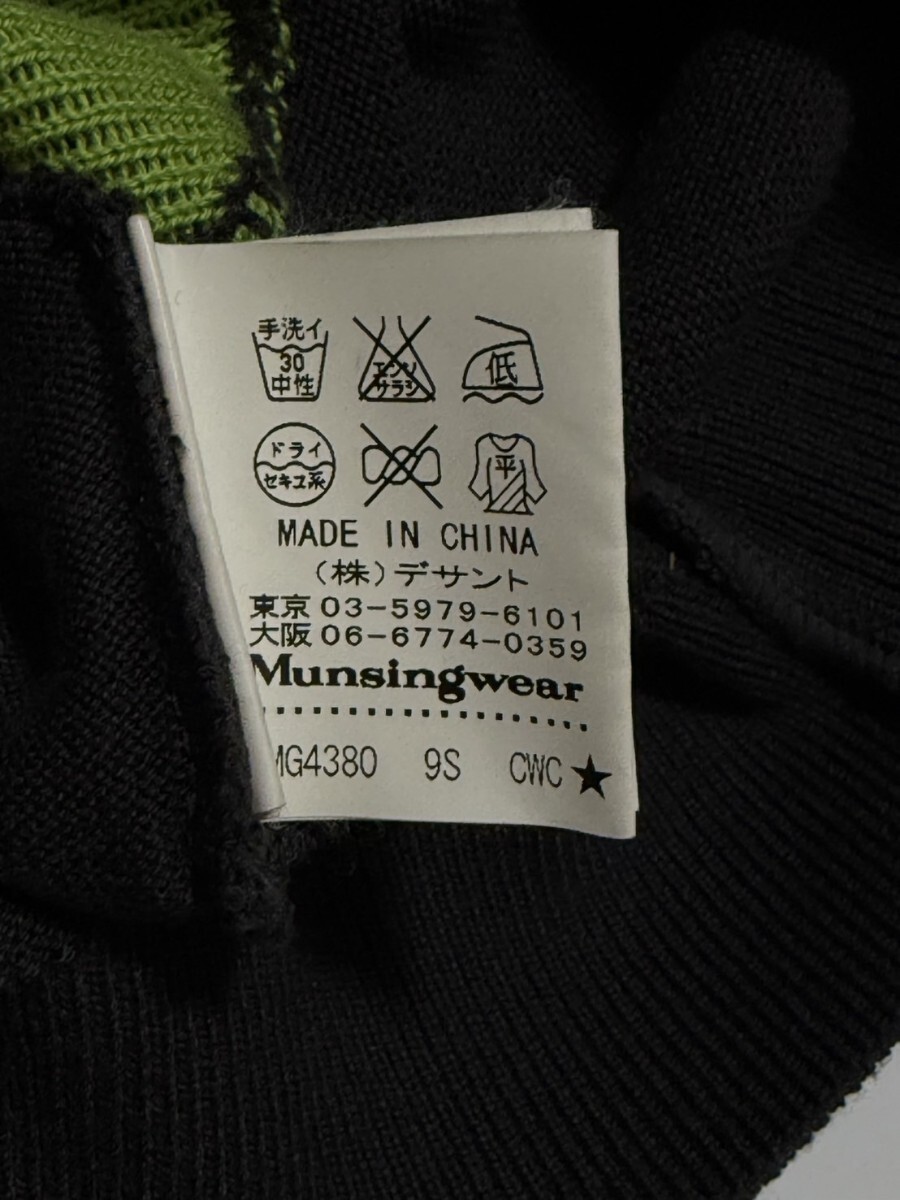 手洗イ
30
中性
エンソ
サラシ
低
ドライ
セキユ系
平
MADE IN CHINA
(株)デサント
東京 03-5979-6101
大阪 06-6774-0359
Munsingwear
MG4380 9S CWC★